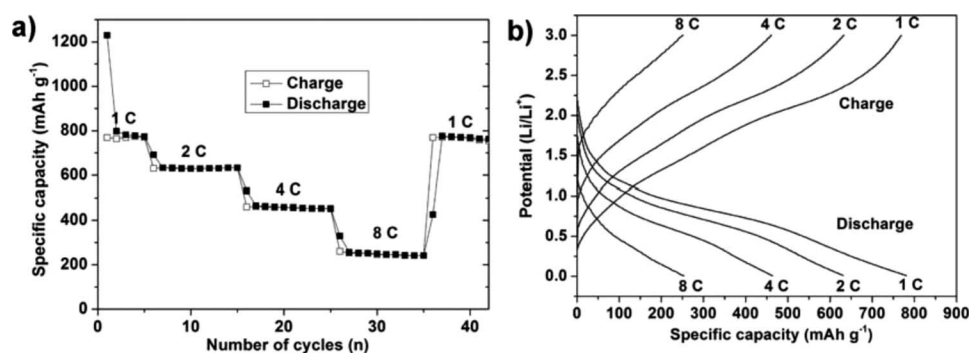 a)
Specific capacity (mAh g⁻¹)
1200
1000
800
600
400
200
0
1 C
2 C
4 C
8 C
1 C
Charge
Discharge
0
10
20
30
40
Number of cycles (n)
b)
Potential (Li/Li⁺)
3.0
2.5
2.0
1.5
1.0
0.5
0.0
8 C
4 C
2 C
1 C
Charge
Discharge
8 C
4 C
2 C
1 C
0 100 200 300 400 500 600 700 800 900
Specific capacity (mAh g⁻¹)